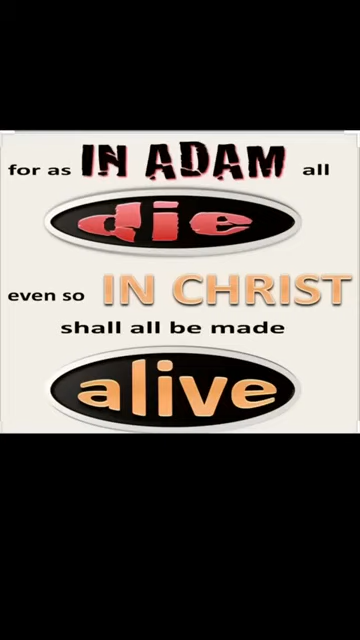 for as IN ADAM all
die
even so IN CHRIST
shall all be made
alive